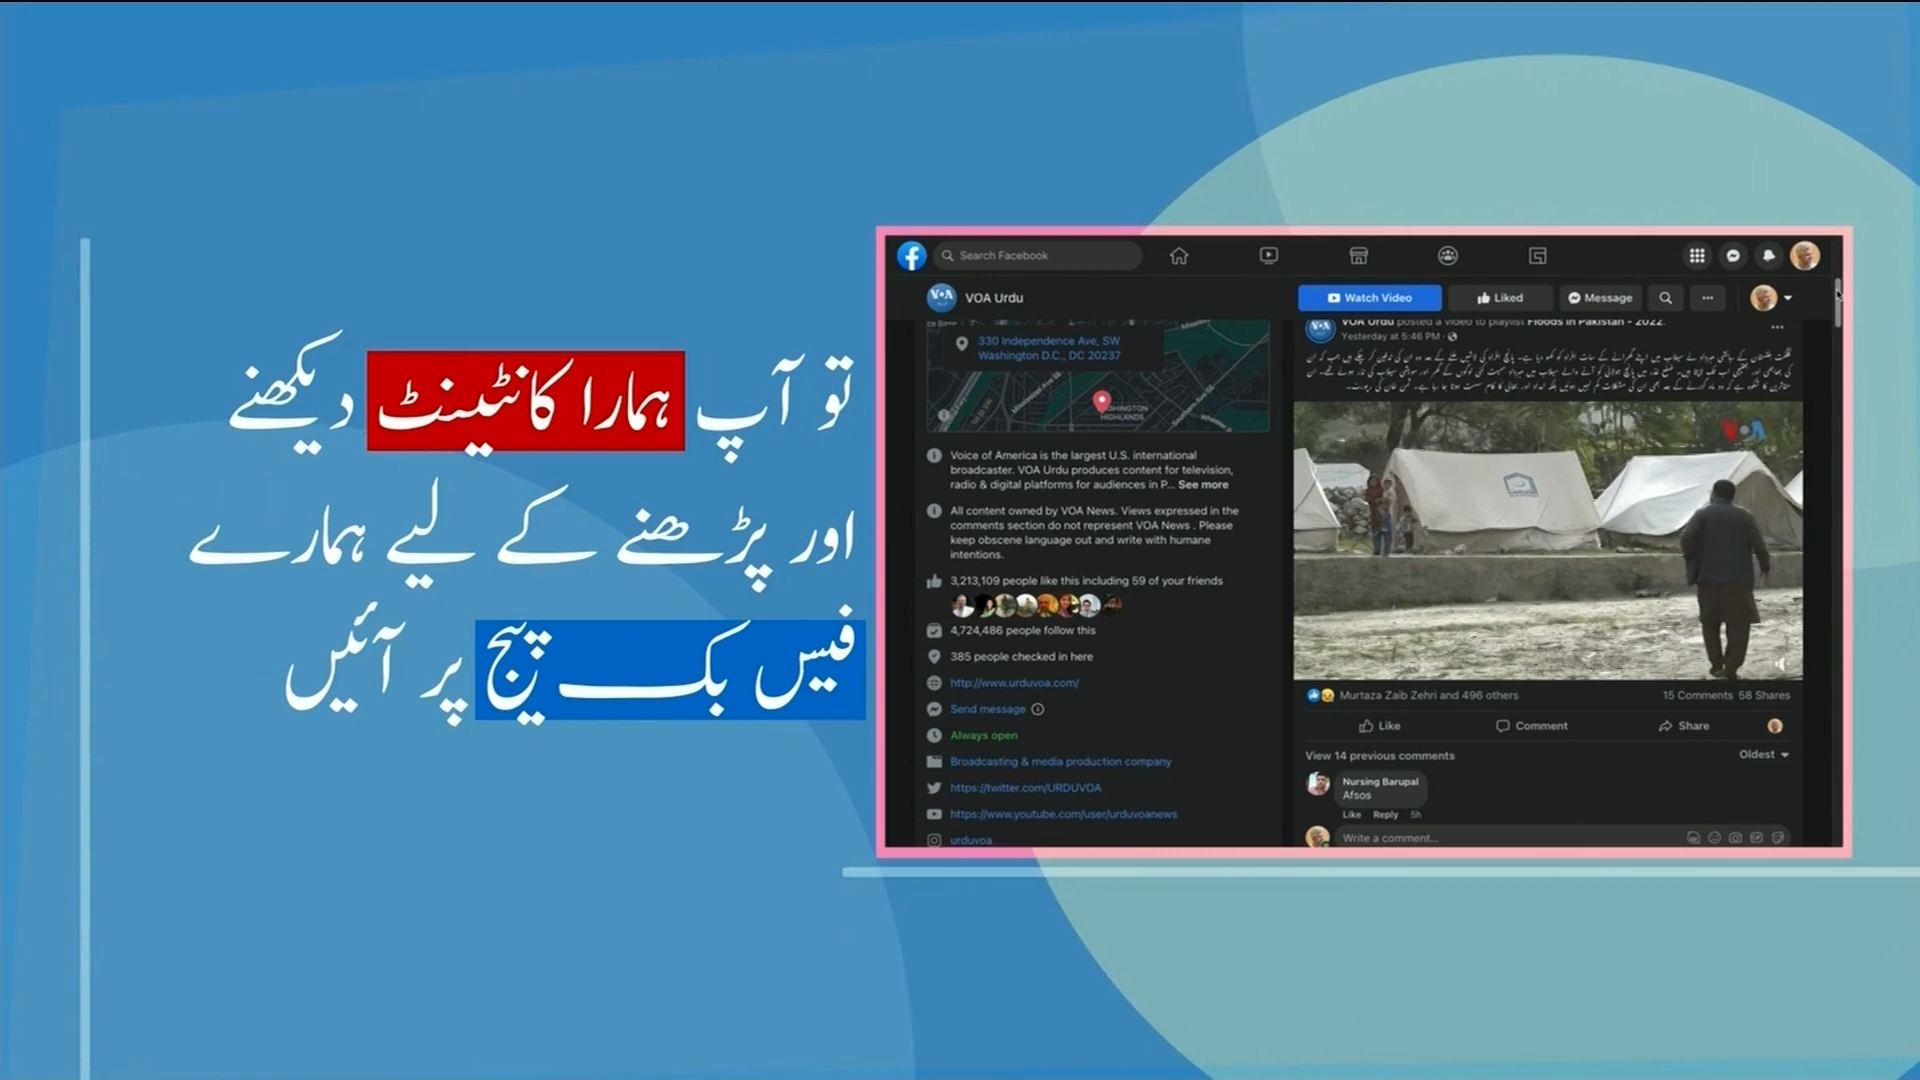 تو آپ ہمارا کانٹینٹ دیکھنے
اور پڑھنے کے لیے ہمارے
فیس بک پیج پر آئیں
Search Facebook
VOA Urdu
Watch Video
Liked
Message
330 Independence Ave, SW
Washington D.C., DC 20237
WASHINGTON
HIGHLANDS
Voice of America is the largest U.S. international
broadcaster. VOA Urdu produces content for television,
radio & digital platforms for audiences in P... See more
All content owned by VOA News. Views expressed in the
comments section do not represent VOA News . Please
keep obscene language out and write with humane
intentions.
3,213,109 people like this including 59 of your friends
4,724,486 people follow this
385 people checked in here
http://www.urduvoa.com/
Send message
Always open
Broadcasting & media production company
https://twitter.com/URDUVOA
https://www.youtube.com/user/urduvoanews
urduvoa
VOA Urdu posted a video to playlist Floods in Pakistan - 2022.
Yesterday at 5:46 PM
VOA
Murtaza Zaib Zehri and 496 others
15 Comments 58 Shares
Like
Comment
Share
View 14 previous comments
Oldest
Nursing Barupal
Afsos
Like Reply 5h
Write a comment...